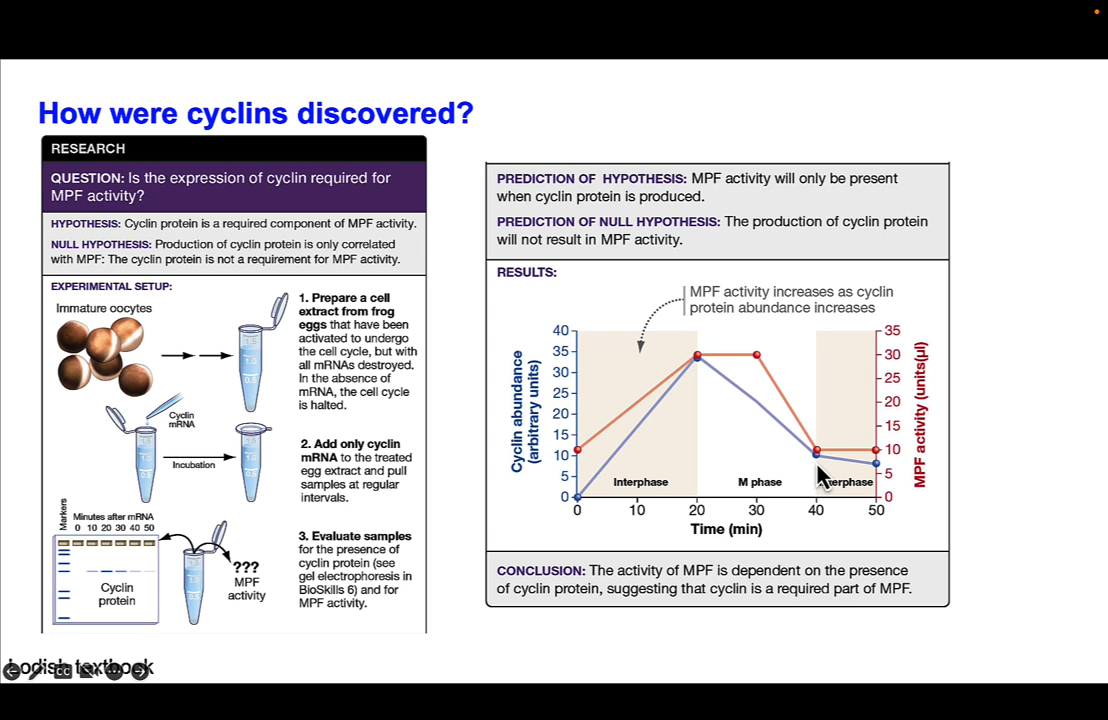 How were cyclins discovered?
RESEARCH
QUESTION: Is the expression of cyclin required for
MPF activity?
HYPOTHESIS: Cyclin protein is a required component of MPF activity.
NULL HYPOTHESIS: Production of cyclin protein is only correlated
with MPF: The cyclin protein is not a requirement for MPF activity.
EXPERIMENTAL SETUP:
Immature oocytes
1.5
1.0
0.5
1. Prepare a cell
extract from frog
eggs that have been
activated to undergo
the cell cycle, but with
all mRNAs destroyed.
In the absence of
mRNA, the cell cycle
is halted.
Cyclin
mRNA
Incubation
2. Add only cyclin
mRNA to the treated
egg extract and pull
samples at regular
intervals.
Markers
Minutes after mRNA
0 10 20 30 40 50
Cyclin
protein
???
MPF
activity
3. Evaluate samples
for the presence of
cyclin protein (see
gel electrophoresis in
BioSkills 6) and for
MPF activity.
PREDICTION OF HYPOTHESIS: MPF activity will only be present
when cyclin protein is produced.
PREDICTION OF NULL HYPOTHESIS: The production of cyclin protein
will not result in MPF activity.
RESULTS:
MPF activity increases as cyclin
protein abundance increases
Cyclin abundance
(arbitrary units)
40
35
30
25
20
15
10
5
0
35
30
25
20
15
10
5
0
MPF activity (units(µl)
Interphase
M phase
erphase
0 10 20 30 40 50
Time (min)
CONCLUSION: The activity of MPF is dependent on the presence
of cyclin protein, suggesting that cyclin is a required part of MPF.
Lodish textbook